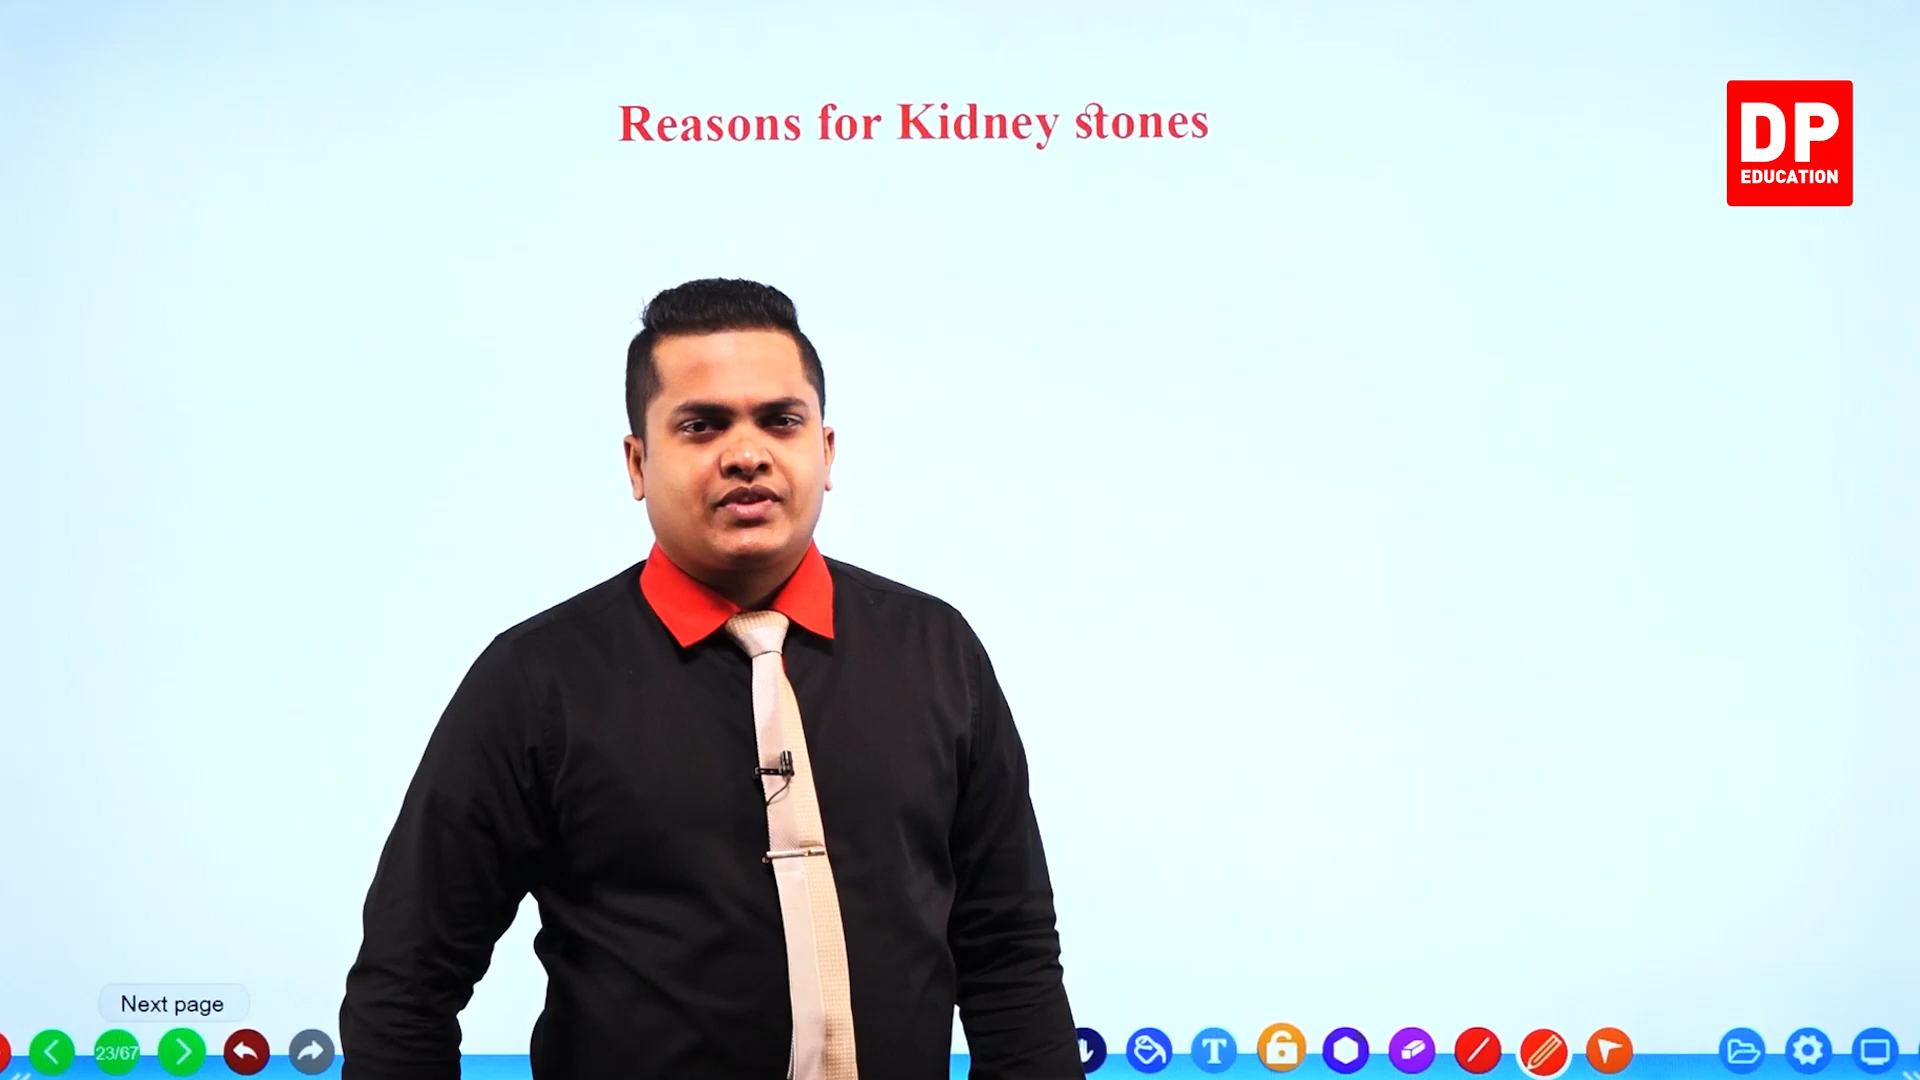 Reasons for Kidney stones
DP
EDUCATION
Next page
23/67
T